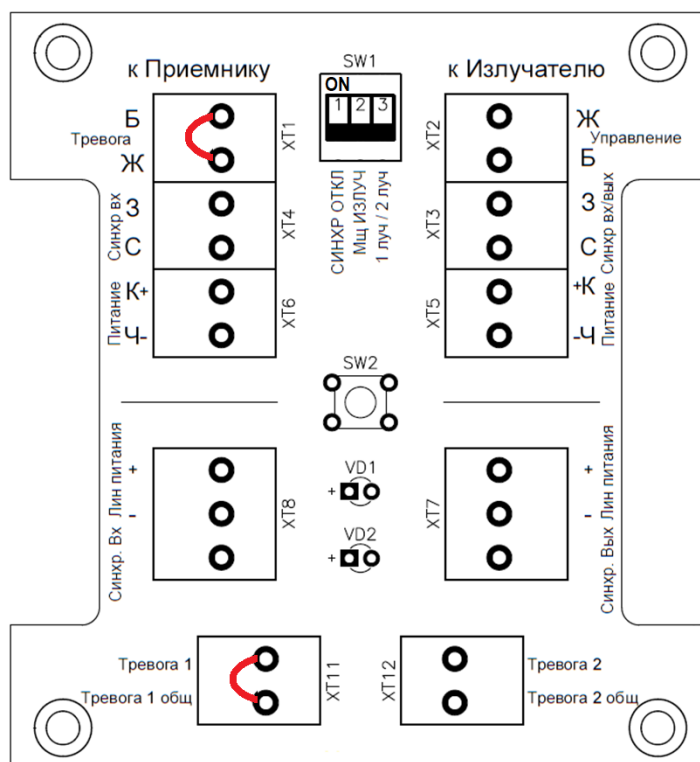 к Приемнику
SW1
к Излучателю
ON
1 2 3
Б
Тревога
Ж
XT1
XT2
Ж
Управление
Б
Синхр вх
З
С
XT4
СИНХР ОТКЛ
Мщ ИЗЛУЧ
1 луч / 2 луч
XT3
З
С
Синхр вх/вых
Питание
К+
Ч-
XT6
XT5
+К
-Ч
Питание
SW2
+
-
Синхр. Вх Лин питания
XT8
VD1
+
VD2
+
XT7
+
-
Синхр. Вых Лин питания
Тревога 1
Тревога 1 общ
XT11
XT12
Тревога 2
Тревога 2 общ